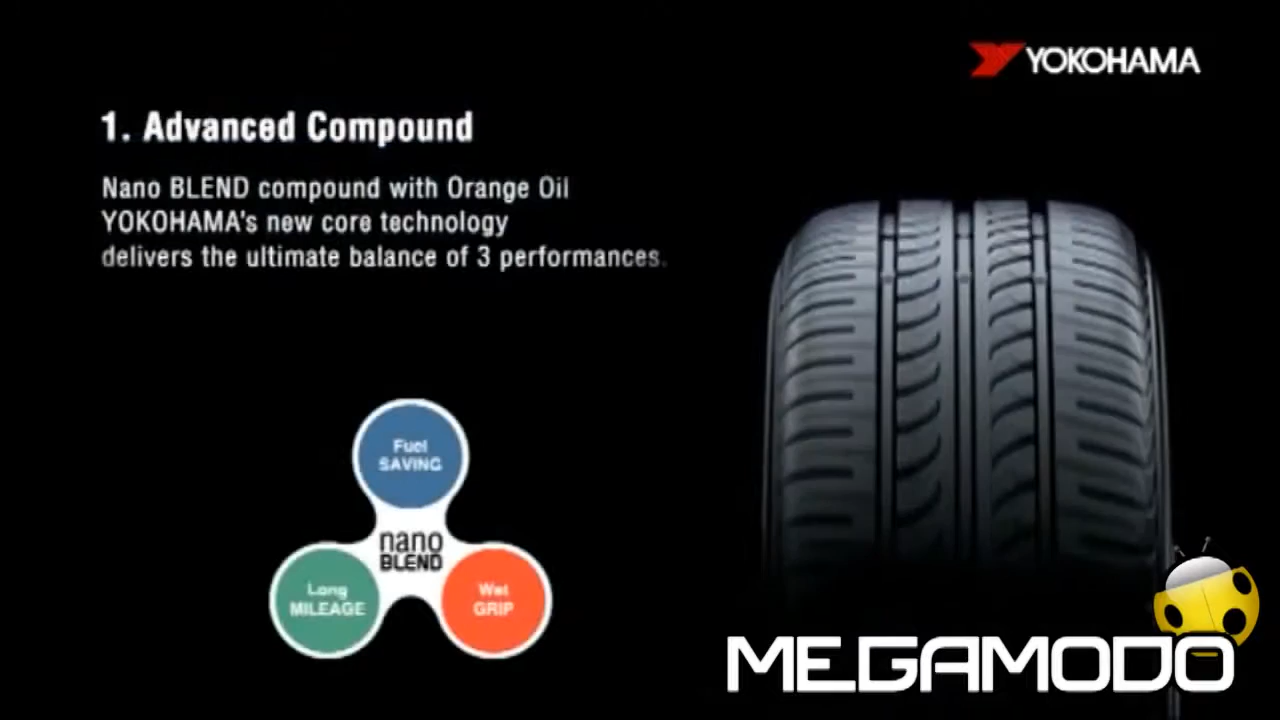 YOKOHAMA
1. Advanced Compound
Nano BLEND compound with Orange Oil
YOKOHAMA's new core technology
delivers the ultimate balance of 3 performances.
Fuel
SAVING
nano
BLEND
Long
MILEAGE
Wet
GRIP
MEGAMODO